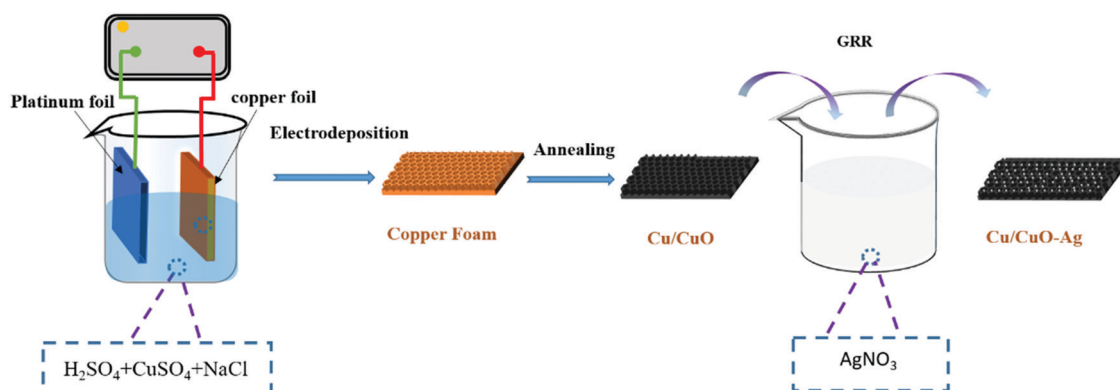 GRR
Platinum foil
copper foil
Electrodeposition
Annealing
Copper Foam
Cu/CuO
Cu/CuO-Ag
H₂SO₄+CuSO₄+NaCl
AgNO₃